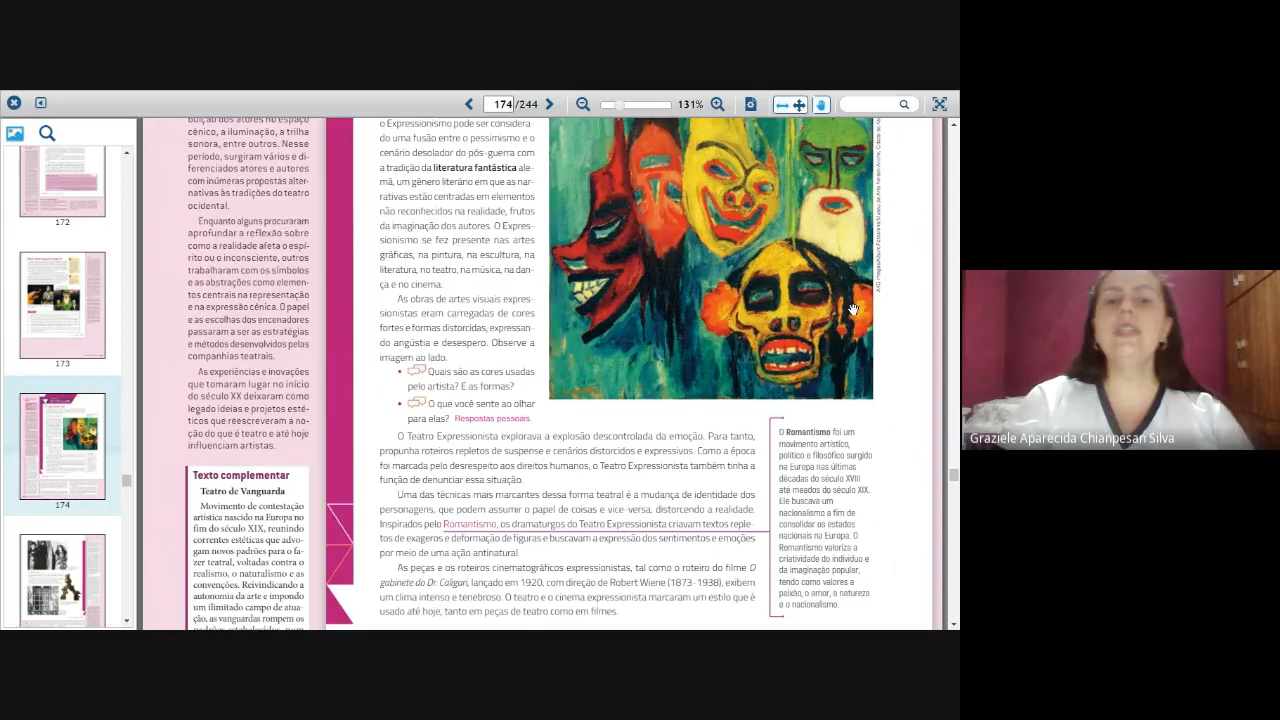 174 /244
131%
172
173
174
buição dos atores no espaço
cênico, a iluminação, a trilha
sonora, entre outros. Nesse
período, surgiram vários e di-
ferenciados atores e autores
com inúmeras propostas alter-
nativas às tradições do teatro
ocidental.
Enquanto alguns procuraram
aprofundar a reflexão sobre
como a realidade afeta o espí-
rito ou o inconsciente, outros
trabalharam com os símbolos
e as abstrações como elemen-
tos centrais na representação
e na expressão cênica. O papel
e as escolhas dos encenadores
passaram a ser as estratégias
e métodos desenvolvidos pelas
companhias teatrais.
As experiências e inovações
que tomaram lugar no início
do século XX deixaram como
legado ideias e projetos esté-
ticos que reescreveram a no-
ção do que é teatro e até hoje
influenciam artistas.
Texto complementar
Teatro de Vanguarda
Movimento de contestação
artística nascido na Europa no
fim do século XIX, reunindo
correntes estéticas que advo-
gam novos padrões para o fa-
zer teatral, voltadas contra o
realismo, o naturalismo e as
convenções. Reivindicando a
autonomia da arte e impondo
um ilimitado campo de atua-
ção, as vanguardas rompem os
padrões estabelecidos, num
o Expressionismo pode ser considera-
do uma fusão entre o pessimismo e o
cenário desolador do pós-guerra com
a tradição da literatura fantástica ale-
mã, um gênero literário em que as nar-
rativas estão centradas em elementos
não reconhecidos na realidade, frutos
da imaginação dos autores. O Expres-
sionismo se fez presente nas artes
gráficas, na pintura, na escultura, na
literatura, no teatro, na música, na dan-
ça e no cinema.
As obras de artes visuais expres-
sionistas eram carregadas de cores
fortes e formas distorcidas, expressan-
do angústia e desespero. Observe a
imagem ao lado.
• Quais são as cores usadas
pelo artista? E as formas?
• O que você sente ao olhar
para elas? Respostas pessoais.
O Teatro Expressionista explorava a explosão descontrolada da emoção. Para tanto,
propunha roteiros repletos de suspense e cenários distorcidos e expressivos. Como a época
foi marcada pelo desrespeito aos direitos humanos, o Teatro Expressionista também tinha a
função de denunciar essa situação.
Uma das técnicas mais marcantes dessa forma teatral é a mudança de identidade dos
personagens, que podem assumir o papel de coisas e vice-versa, distorcendo a realidade.
Inspirados pelo Romantismo, os dramaturgos do Teatro Expressionista criavam textos reple-
tos de exageros e deformação de figuras e buscavam a expressão dos sentimentos e emoções
por meio de uma ação antinatural.
As peças e os roteiros cinematográficos expressionistas, tal como o roteiro do filme O
gabinete do Dr. Caligari, lançado em 1920, com direção de Robert Wiene (1873-1938), exibem
um clima intenso e tenebroso. O teatro e o cinema expressionista marcaram um estilo que é
usado até hoje, tanto em peças de teatro como em filmes.
O Romantismo foi um
movimento artístico,
político e filosófico surgido
na Europa nas últimas
décadas do século XVIII
até meados do século XIX.
Ele buscava um
nacionalismo a fim de
consolidar os estados
nacionais na Europa. O
Romantismo valoriza a
criatividade do indivíduo e
da imaginação popular,
tendo como valores a
paixão, o amor, a natureza
e o nacionalismo.
Graziele Aparecida Chianpesan Silva